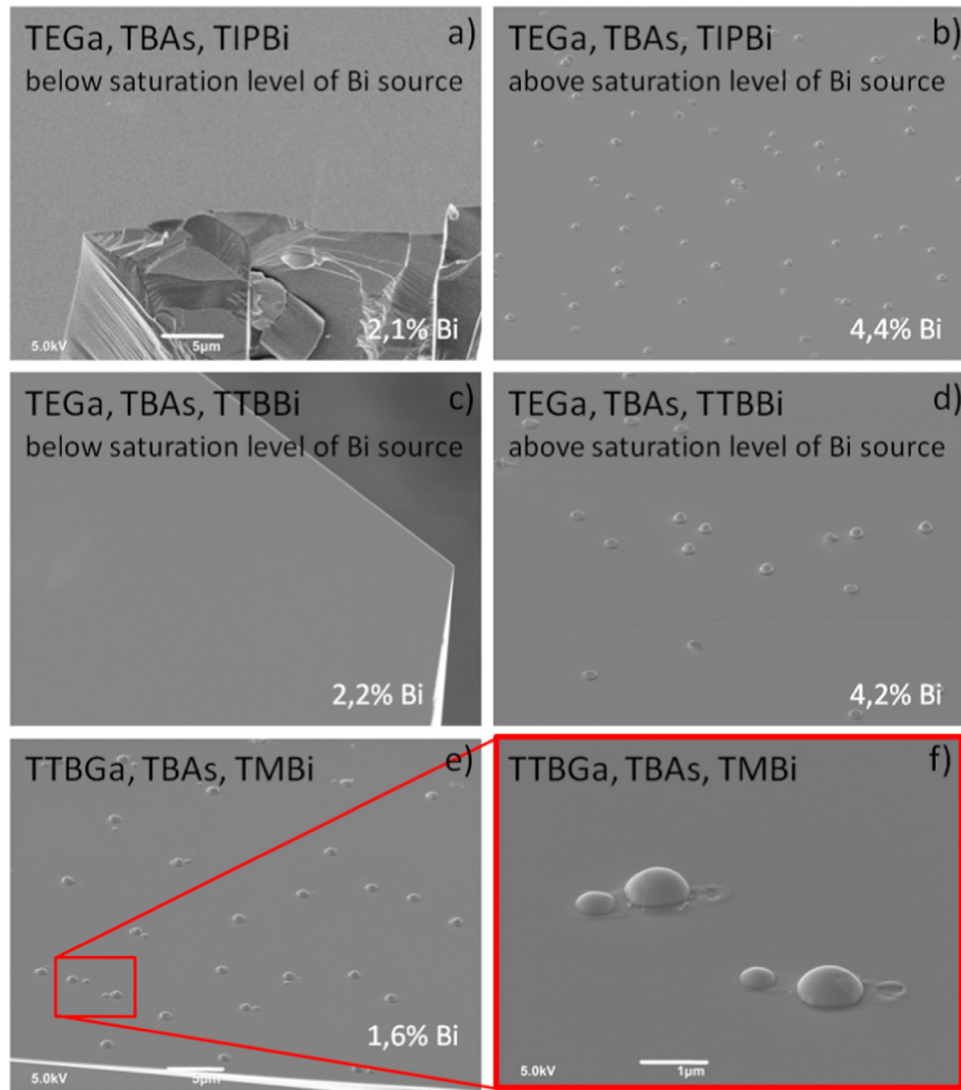 TEGa, TBAs, TIPBi a)
below saturation level of Bi source
2,1% Bi
5.0kV 5µm
TEGa, TBAs, TIPBi b)
above saturation level of Bi source
4,4% Bi
TEGa, TBAs, TTBBi c)
below saturation level of Bi source
2,2% Bi
TEGa, TBAs, TTBBi d)
above saturation level of Bi source
4,2% Bi
TTBGa, TBAs, TMBi e)
1,6% Bi
5.0kV 5µm
TTBGa, TBAs, TMBi f)
5.0kV 1µm